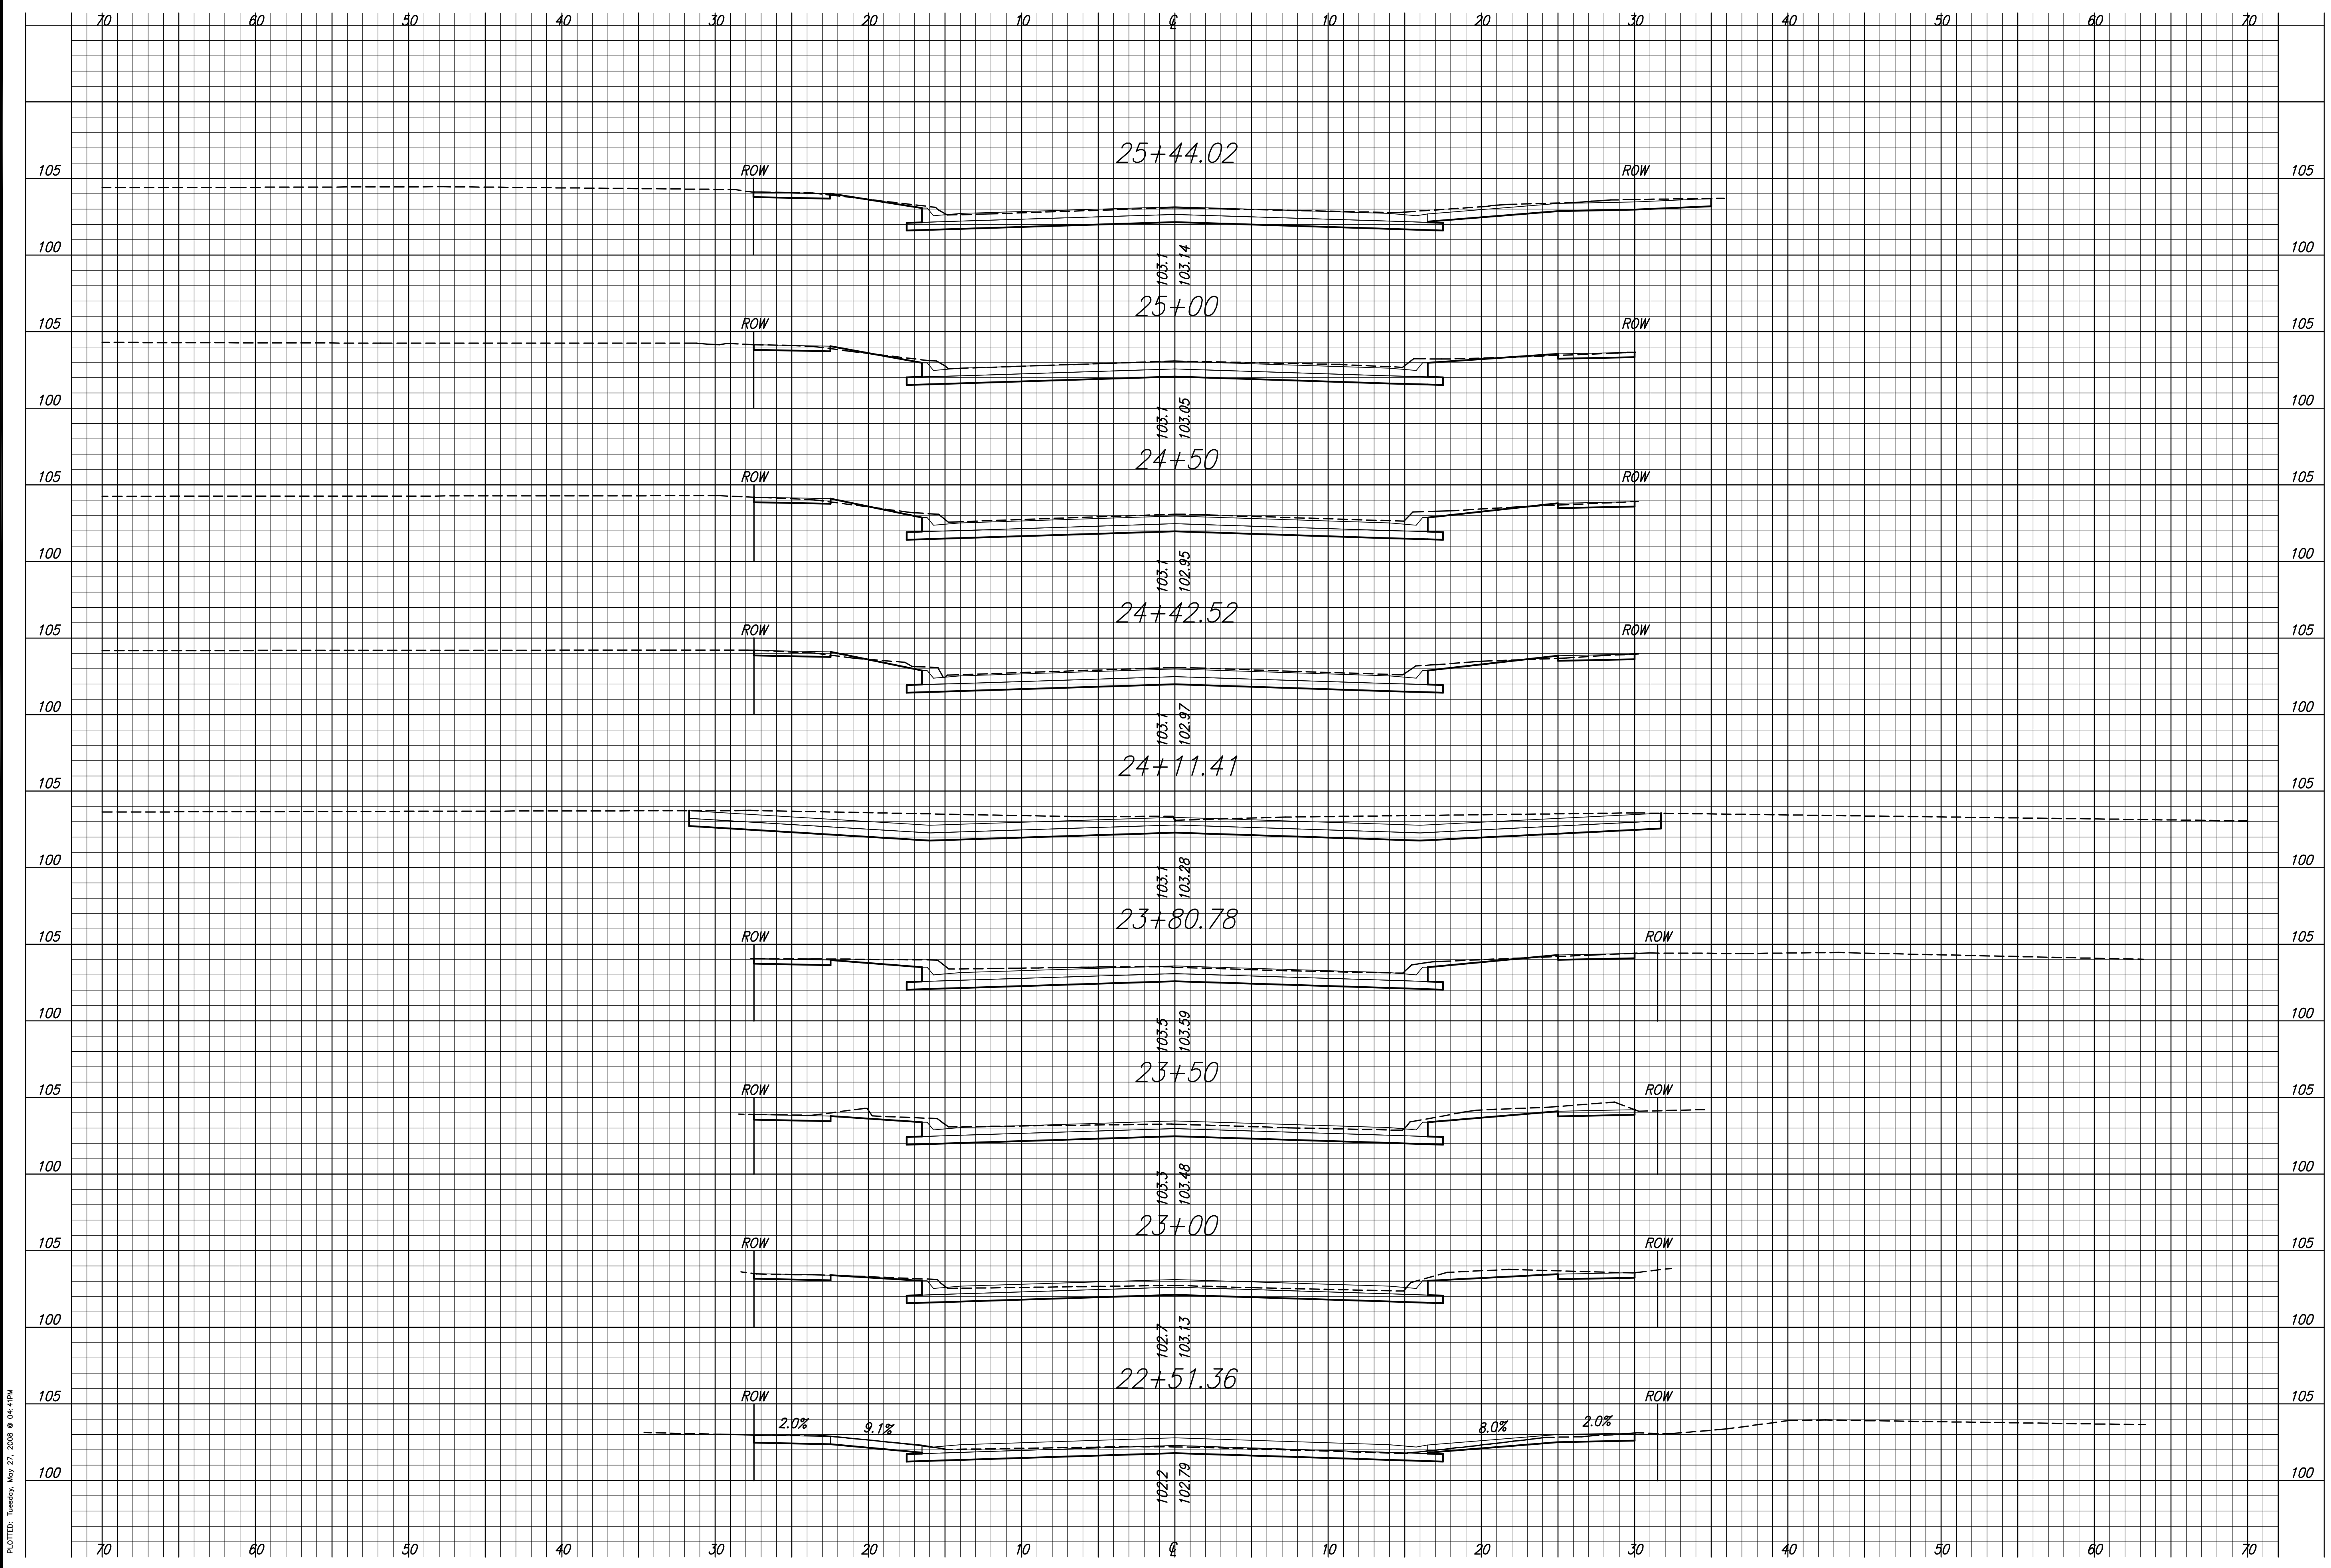 70 60 50 40 30 20 10 ℄ 10 20 30 40 50 60 70
25+44.02
105 ROW ROW 105
100 103.1 103.14 100
25+00
105 ROW ROW 105
100 103.1 103.05 100
24+50
105 ROW ROW 105
100 103.1 102.95 100
24+42.52
105 ROW ROW 105
100 103.1 102.97 100
24+11.41
105 105
100 103.1 103.28 100
23+80.78
105 ROW ROW 105
100 103.5 103.59 100
23+50
105 ROW ROW 105
100 103.3 103.48 100
23+00
105 ROW ROW 105
100 102.7 103.13 100
22+51.36
105 ROW ROW 105
2.0% 9.1% 8.0% 2.0%
100 102.2 102.79 100
70 60 50 40 30 20 10 ℄ 10 20 30 40 50 60 70
PLOTTED: Tuesday, May 27, 2008 @ 04:41PM